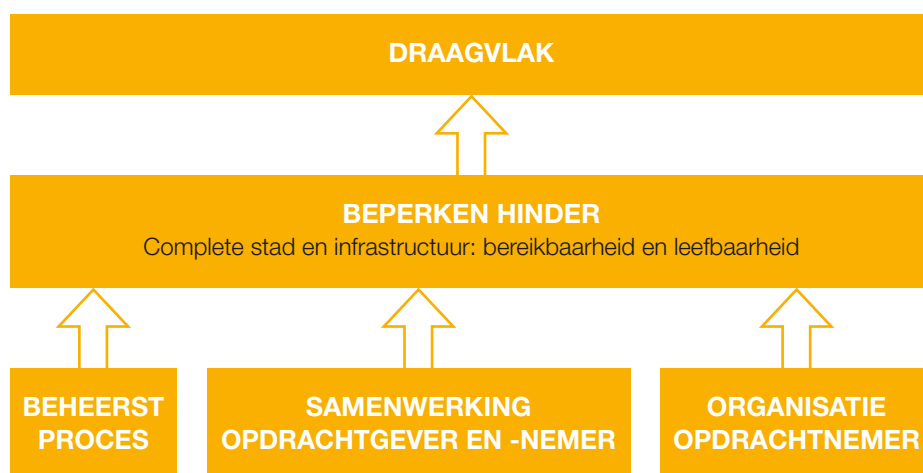 DRAAGVLAK
BEPERKEN HINDER
Complete stad en infrastructuur: bereikbaarheid en leefbaarheid
BEHEERST
PROCES
SAMENWERKING
OPDRACHTGEVER EN -NEMER
ORGANISATIE
OPDRACHTNEMER